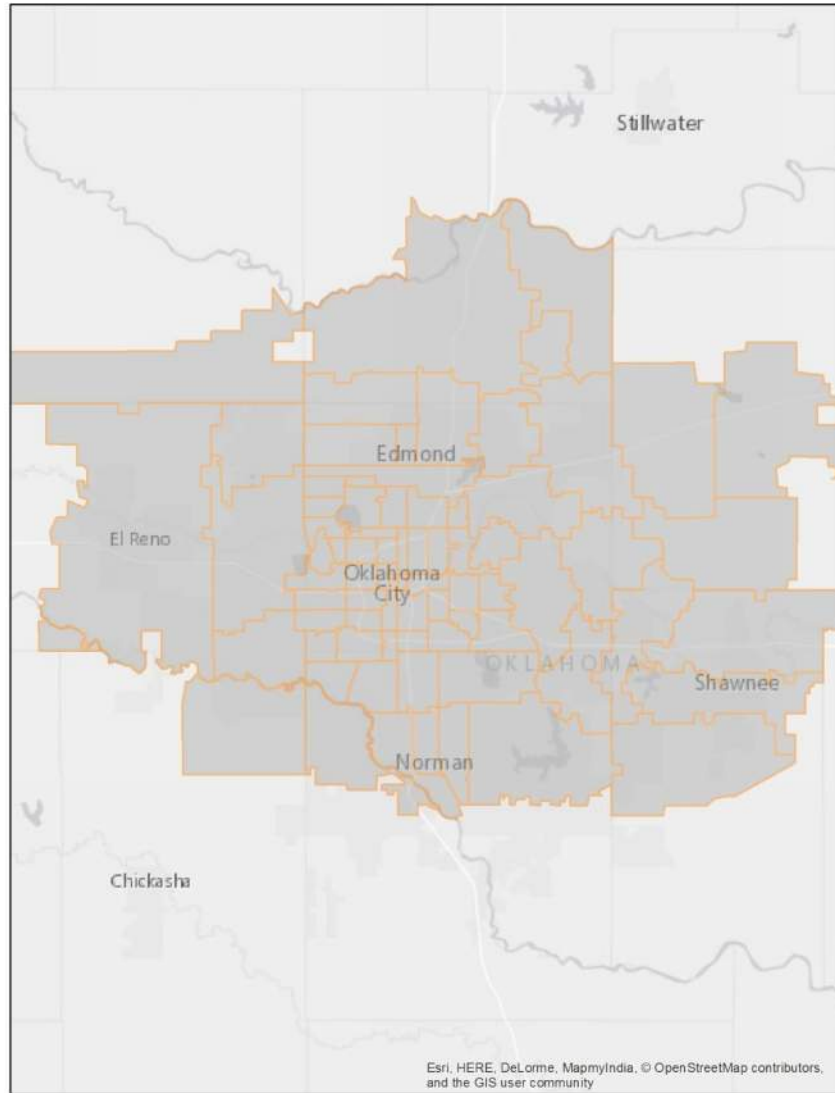 Stillwater
Edmond
El Reno
Oklahoma
City
OKLAHOMA
Shawnee
Norman
Chickasha
Esri, HERE, DeLorme, MapmyIndia, © OpenStreetMap contributors,
and the GIS user community